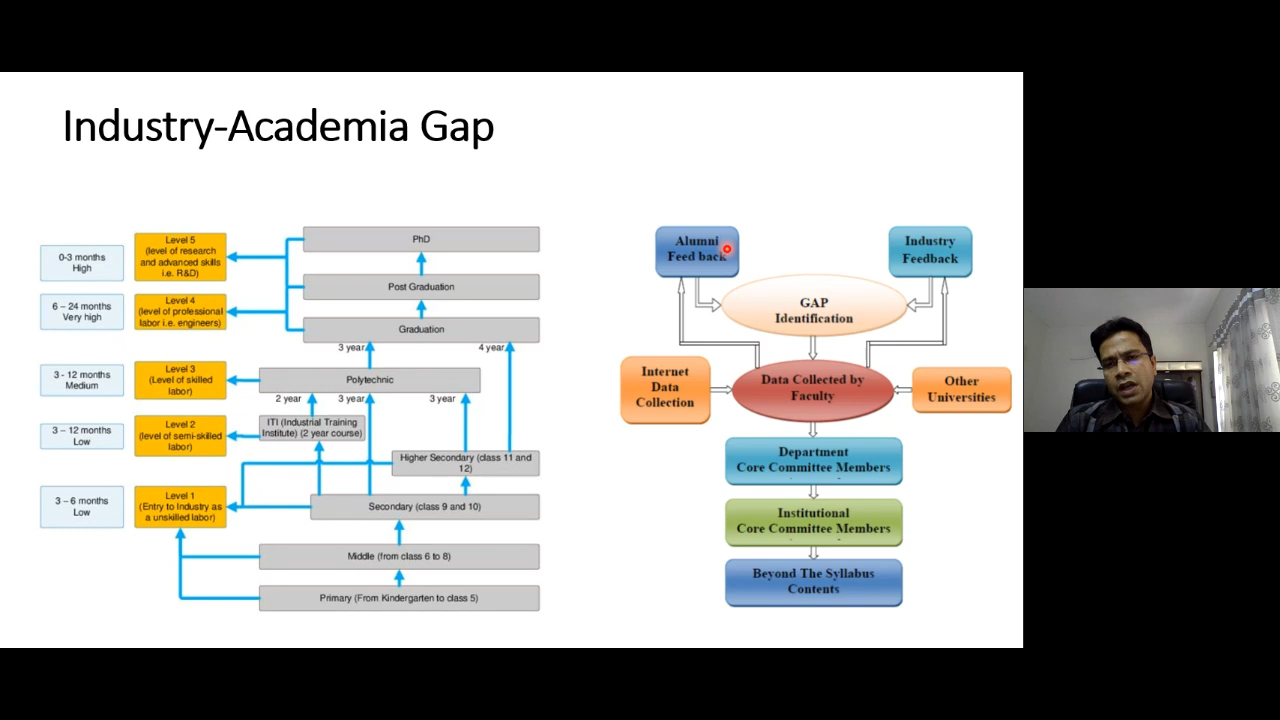 Industry-Academia Gap
0-3 months
High
6 – 24 months
Very high
3 - 12 months
Medium
3 – 12 months
Low
3 – 6 months
Low
Level 5
(level of research
and advanced skills
i.e. R&D)
Level 4
(level of professional
labor i.e. engineers)
Level 3
(Level of skilled
labor)
Level 2
(level of semi-skilled
labor)
Level 1
(Entry to Industry as
a unskilled labor)
PhD
Post Graduation
Graduation
3 year
4 year
Polytechnic
2 year
3 year
3 year
ITI (Industrial Training
Institute) (2 year course)
Higher Secondary (class 11 and
12)
Secondary (class 9 and 10)
Middle (from class 6 to 8)
Primary (From Kindergarten to class 5)
Alumni
Feed back
Industry
Feedback
GAP
Identification
Internet
Data
Collection
Data Collected by
Faculty
Other
Universities
Department
Core Committee Members
Institutional
Core Committee Members
Beyond The Syllabus
Contents